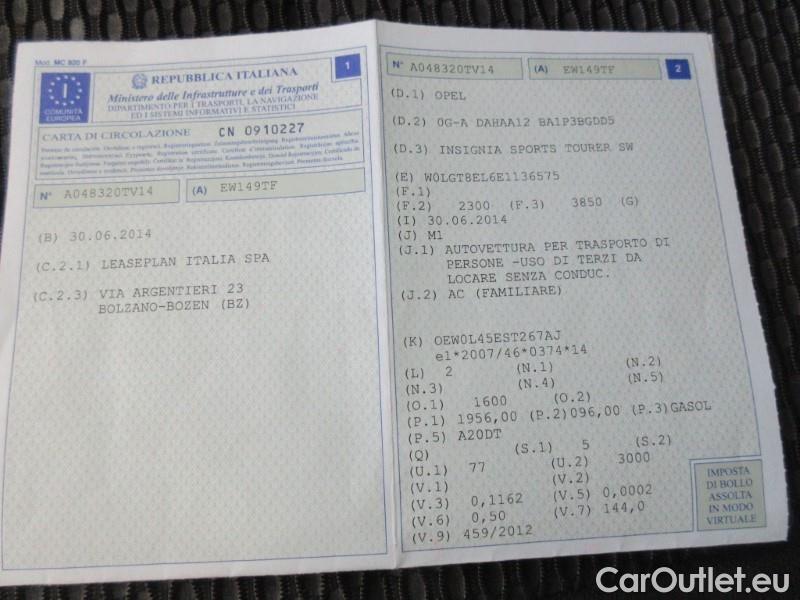 Mod. MC 820 F
I
COMUNITÀ
EUROPEA
REPUBBLICA ITALIANA
Ministero delle Infrastrutture e dei Trasporti
DIPARTIMENTO PER I TRASPORTI, LA NAVIGAZIONE
ED I SISTEMI INFORMATIVI E STATISTICI
1
CARTA DI CIRCOLAZIONE CN 0910227
N° A048320TV14 (A) EW149TF
(B) 30.06.2014
(C.2.1) LEASEPLAN ITALIA SPA
(C.2.3) VIA ARGENTIERI 23
BOLZANO-BOZEN (BZ)
N° A048320TV14 (A) EW149TF 2
(D.1) OPEL
(D.2) 0G-A DAHAA12 BA1P3BGDD5
(D.3) INSIGNIA SPORTS TOURER SW
(E) W0LGT8EL6E1136575
(F.1)
(F.2) 2300 (F.3) 3850 (G)
(I) 30.06.2014
(J) M1
(J.1) AUTOVETTURA PER TRASPORTO DI
PERSONE -USO DI TERZI DA
LOCARE SENZA CONDUC.
(J.2) AC (FAMILIARE)
(K) OEW0L45EST267AJ
e1*2007/46*0374*14
(L) 2 (N.1) (N.2)
(N.3) (N.4) (N.5)
(O.1) 1600 (O.2)
(P.1) 1956,00 (P.2)096,00 (P.3)GASOL
(P.5) A20DT
(Q) (S.1) 5 (S.2)
(U.1) 77 (U.2) 3000
(V.1) (V.2)
(V.3) 0,1162 (V.5) 0,0002
(V.6) 0,50 (V.7) 144,0
(V.9) 459/2012
IMPOSTA
DI BOLLO
ASSOLTA
IN MODO
VIRTUALE
CarOutlet.eu